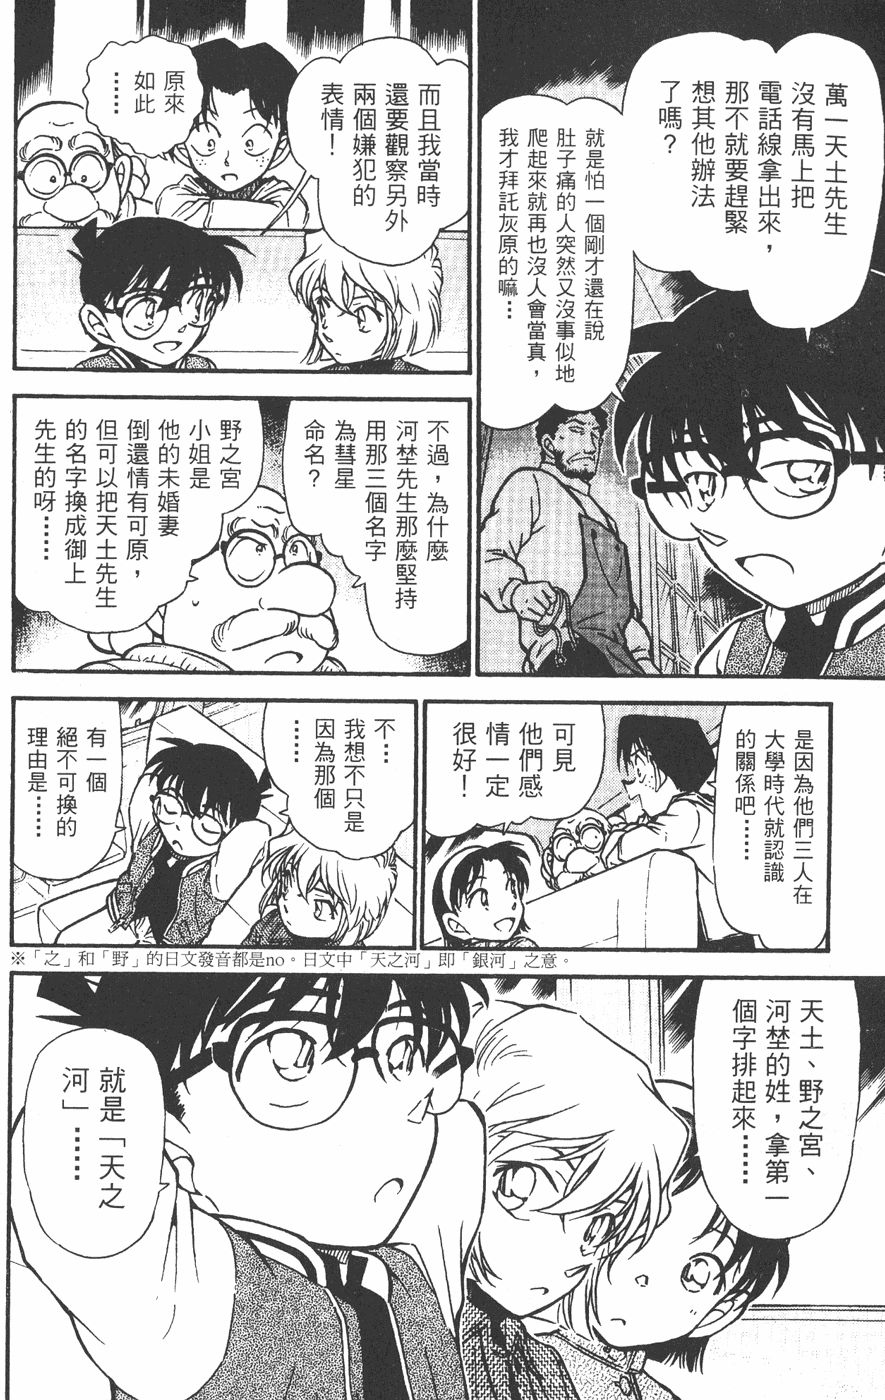 萬一天土先生
沒有馬上把
電話線拿出來，
那不就要趕緊
想其他辦法
了嗎？
就是怕一個剛才還在說
肚子痛的人突然又沒事似地
爬起來就再也沒人會當真，
我才拜託灰原的嘛…
而且我當時
還要觀察另外
兩個嫌犯的
表情！
原來
如此
……
不過，為什麼
河埜先生那麼堅持
用那三個名字
為彗星
命名？
野之宮
小姐是
他的未婚妻
倒還情有可原，
但可以把天土先生
的名字換成御上
先生的呀……
是因為他們三人在
大學時代就認識
的關係吧……
可見
他們感
情一定
很好！
不…
我想不只是
因為那個
……
有一個
絕不可換的
理由是……
※「之」和「野」的日文發音都是no。日文中「天之河」即「銀河」之意。
天土、野之宮、
河埜的姓，拿第一
個字排起來……
就是「天之
河」……